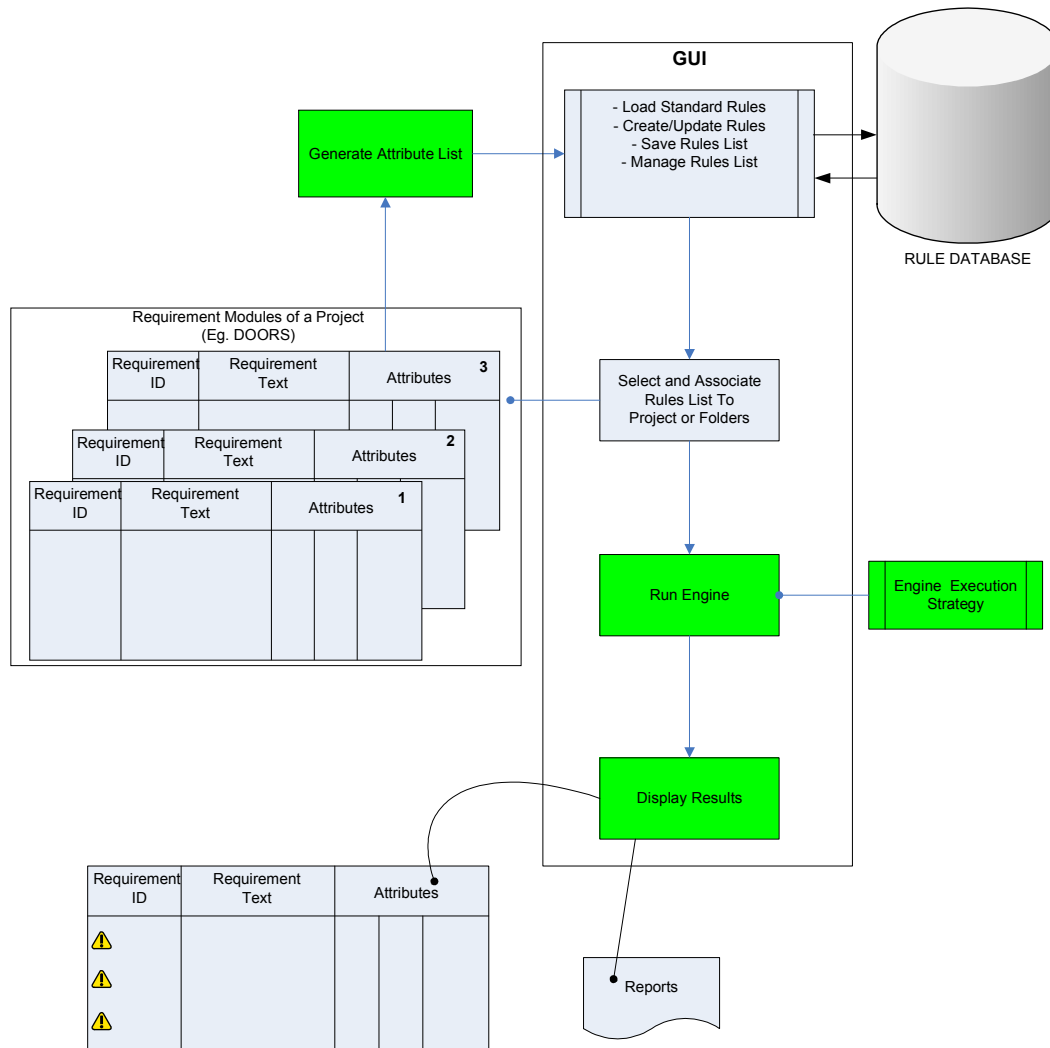 GUI
- Load Standard Rules
- Create/Update Rules
- Save Rules List
- Manage Rules List
Generate Attribute List
RULE DATABASE
Requirement Modules of a Project
(Eg. DOORS)
Requirement
ID
Requirement
Text
Attributes
3
Requirement
ID
Requirement
Text
Attributes
2
Requirement
ID
Requirement
Text
Attributes
1
Select and Associate
Rules List To
Project or Folders
Run Engine
Engine Execution
Strategy
Display Results
Requirement
ID
Requirement
Text
Attributes
Reports